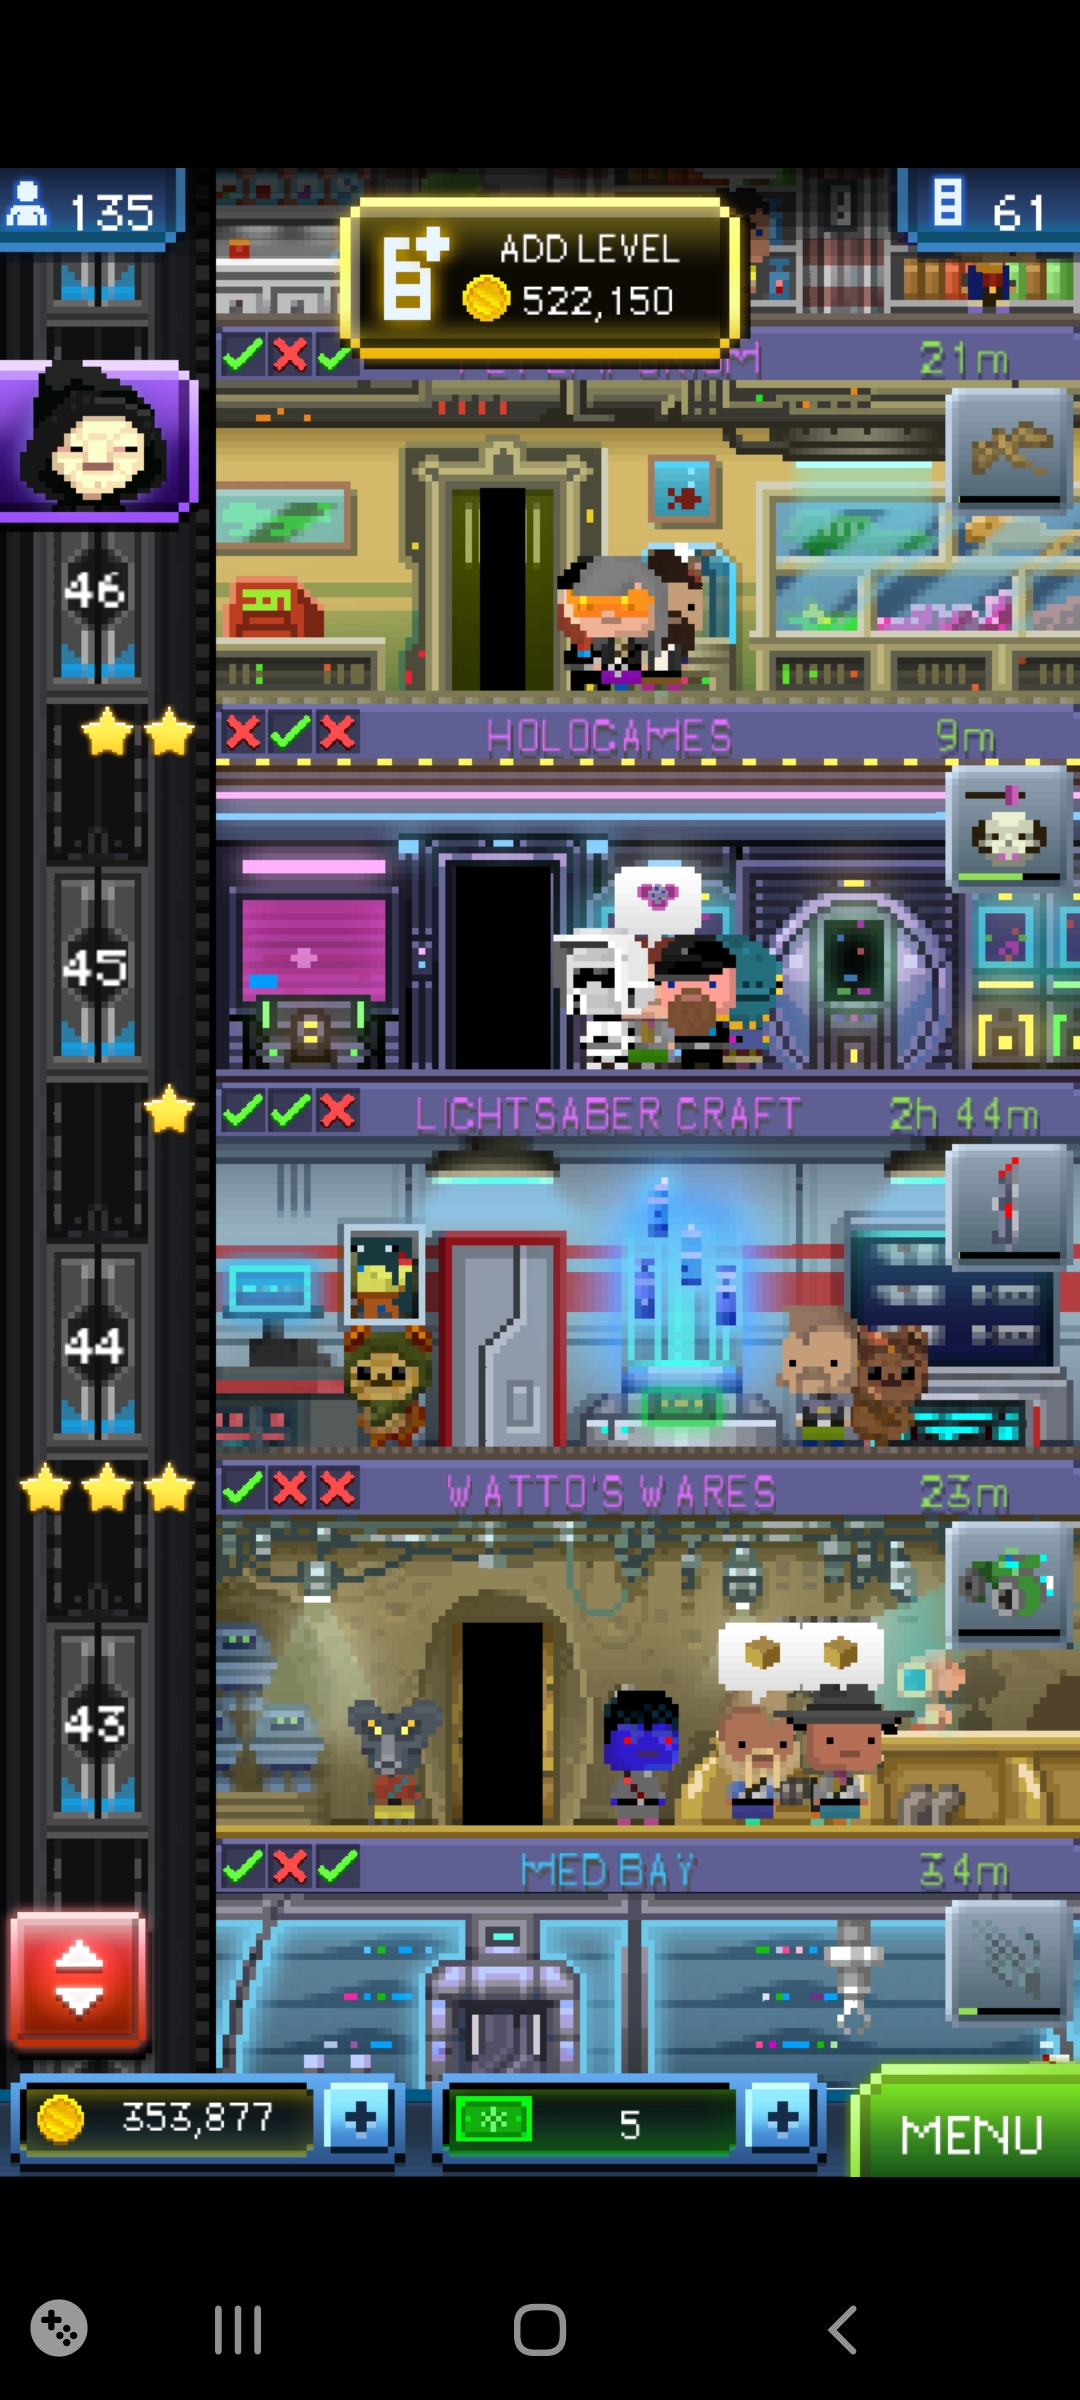 135
61
ADD LEVEL
522,150
21m
46
HOLOGAMES
9m
45
LIGHTSABER CRAFT
2h 44m
44
WATTO'S WARES
23m
43
MED BAY
34m
353,877
5
MENU